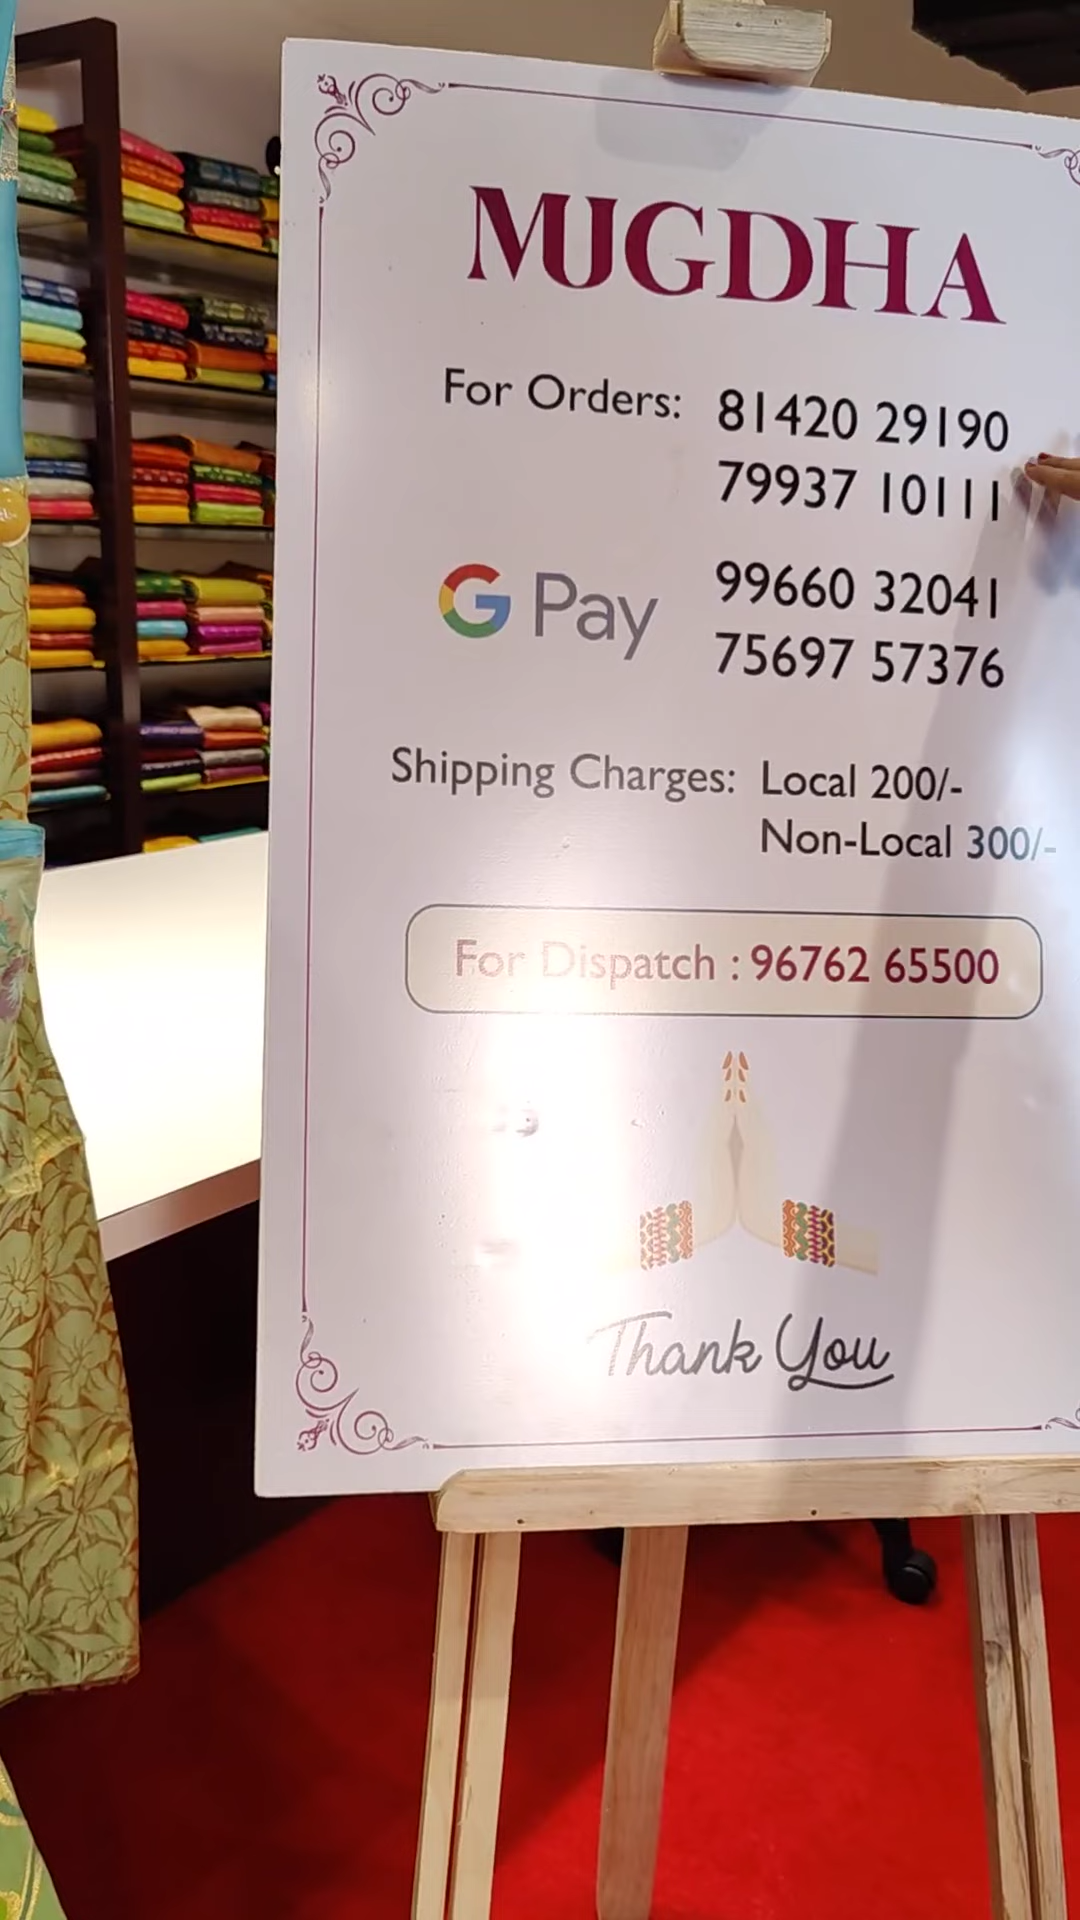 MUGDHA
For Orders: 81420 29190
79937 10111
G Pay 99660 32041
75697 57376
Shipping Charges: Local 200/-
Non-Local 300/-
For Dispatch : 96762 65500
Thank You